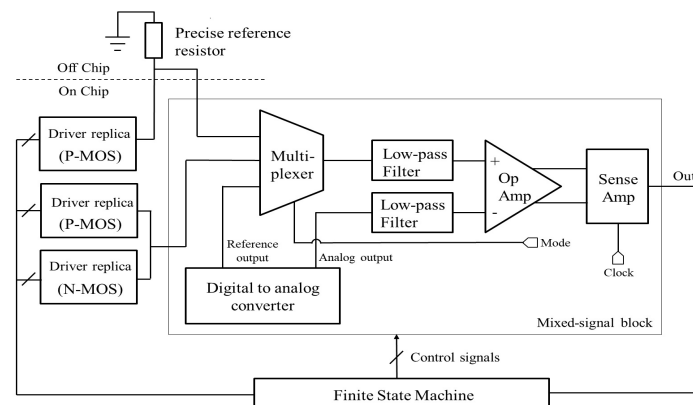 Precise reference
resistor
Off Chip
On Chip
Driver replica
(P-MOS)
Driver replica
(P-MOS)
Driver replica
(N-MOS)
Multi-
plexer
Low-pass
Filter
Low-pass
Filter
+
Op
Amp
-
Sense
Amp
Out
Reference
output
Analog output
Mode
Clock
Digital to analog
converter
Mixed-signal block
Control signals
Finite State Machine